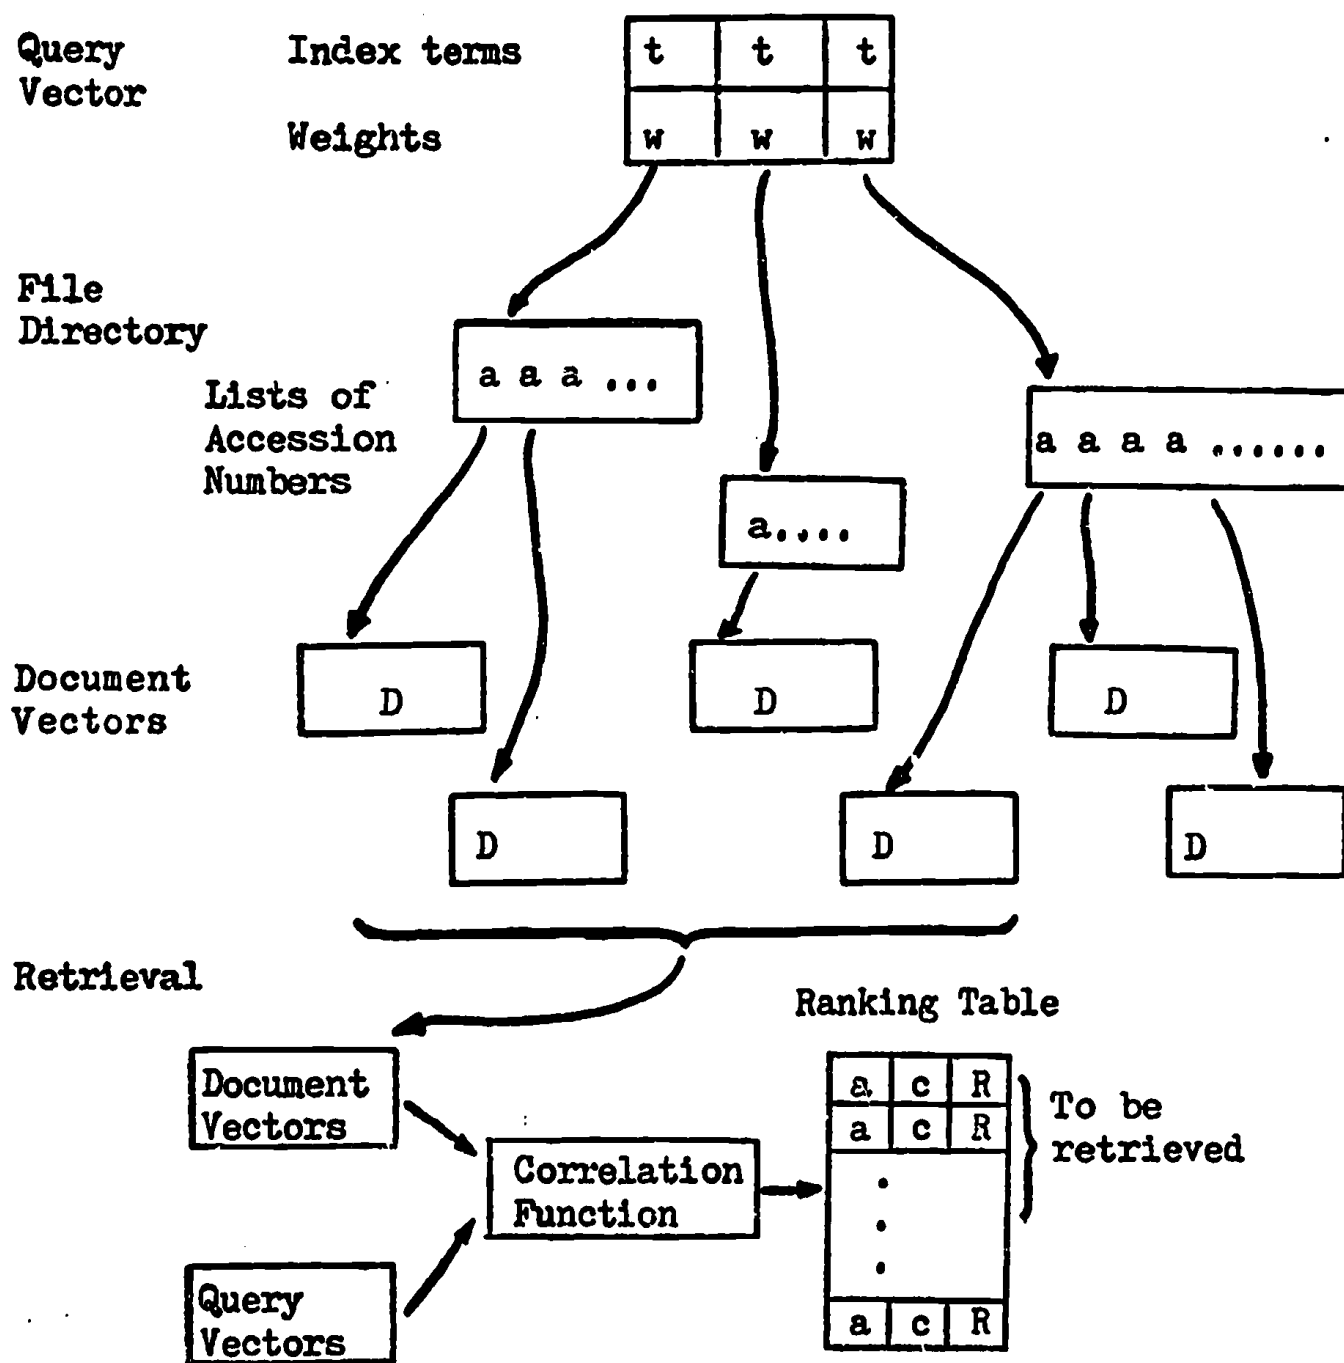 Query
Vector
Index terms
t t t
Weights
w w w
File
Directory
a a a ...
Lists of
Accession
Numbers
a a a a ......
a....
Document
Vectors
D D D
D D D
Retrieval
Ranking Table
Document
Vectors
a c R
a c R
To be
retrieved
Correlation
Function
.
.
.
Query
Vectors
a c R